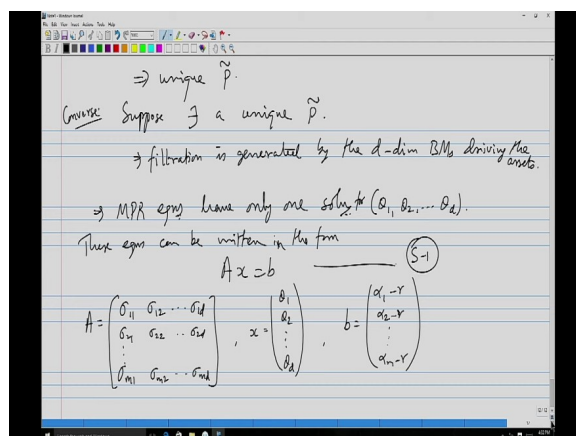 ⇒ unique P̃.
Converse: Suppose ∃ a unique P̃.
⇒ filtration is generated by the d-dim BMs driving the assets.
⇒ MPR eqns have only one soln for (θ₁, θ₂, ... θd).
These eqns can be written in the form
Ax = b ———— (S-1)
A = [σ₁₁ σ₁₂ ... σ₁d; σ₂₁ σ₂₂ .. σ₂d; ⋮ σm₁ σm₂ ... σmd], x = (θ₁ θ₂ ⋮ θd), b = (α₁-r α₂-r ⋮ αm-r)